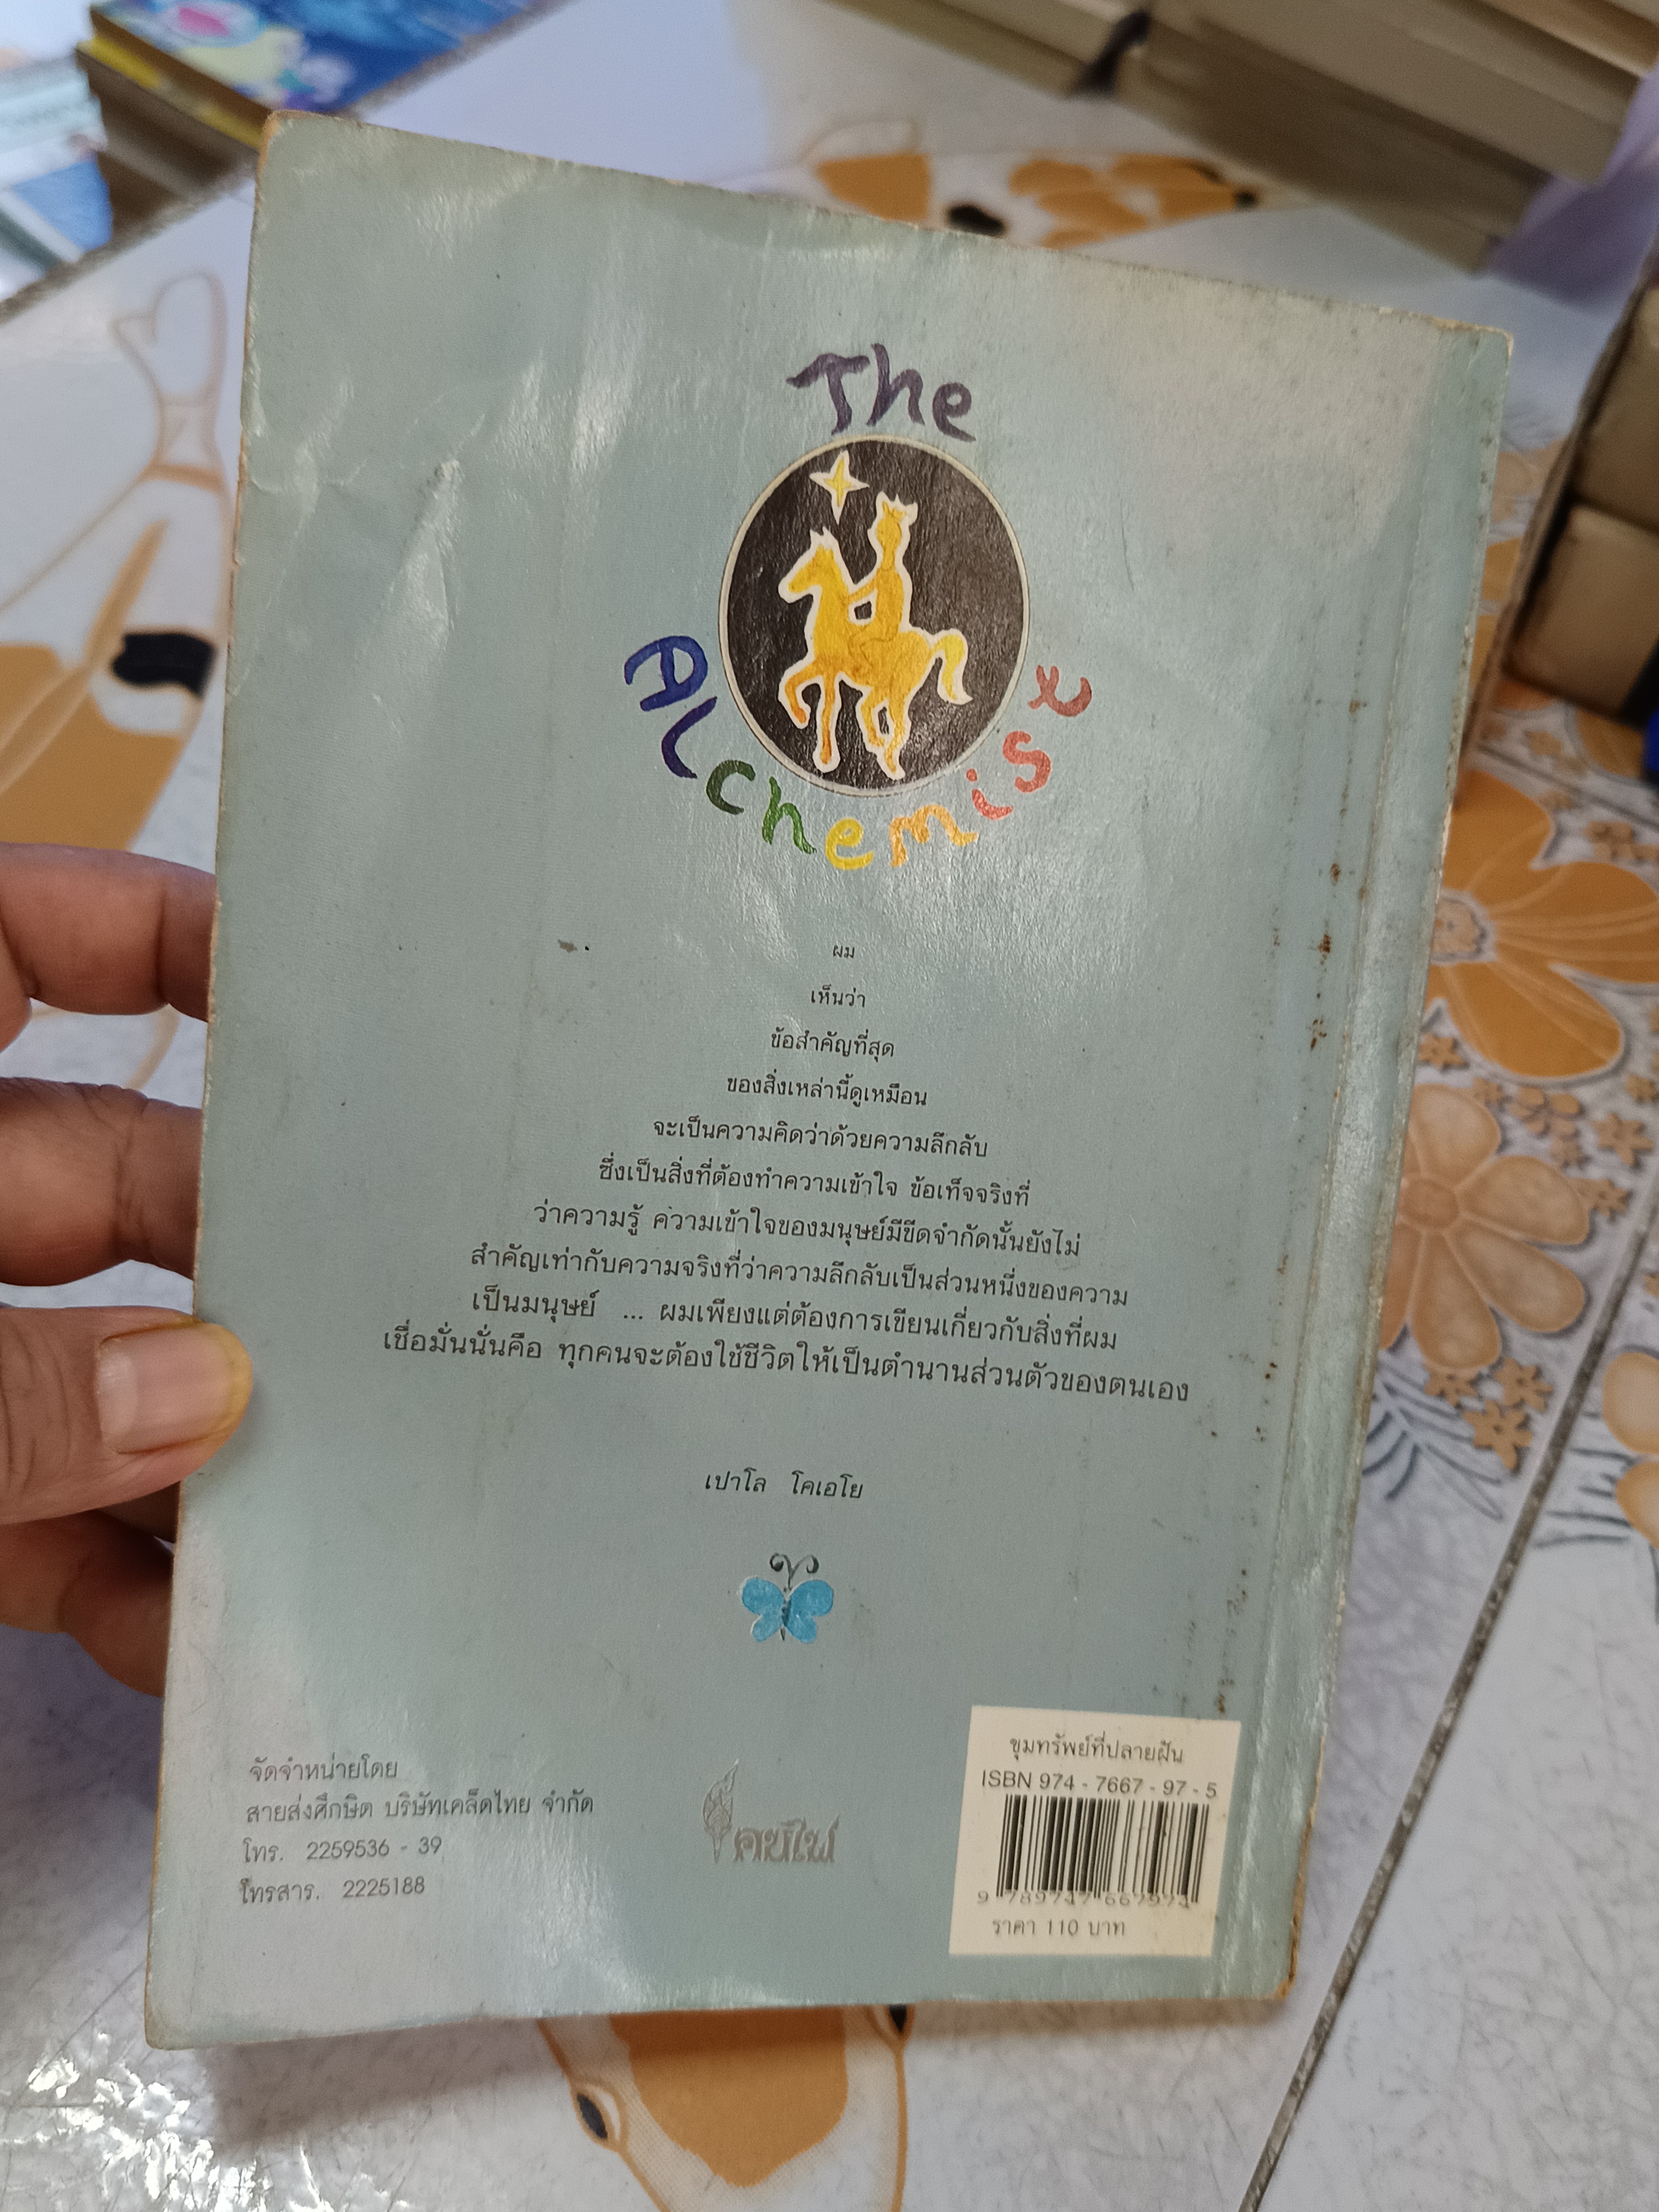 The
Alchemist
ผม
เห็นว่า
ข้อสำคัญที่สุด
ของสิ่งเหล่านี้ดูเหมือน
จะเป็นความคิดว่าด้วยความลึกลับ
ซึ่งเป็นสิ่งที่ต้องทำความเข้าใจ ข้อเท็จจริงที่
ว่าความรู้ ความเข้าใจของมนุษย์มีขีดจำกัดนั้นยังไม่
สำคัญเท่ากับความจริงที่ว่าความลึกลับเป็นส่วนหนึ่งของความ
เป็นมนุษย์ ... ผมเพียงแต่ต้องการเขียนเกี่ยวกับสิ่งที่ผม
เชื่อมั่นนั่นคือ ทุกคนจะต้องใช้ชีวิตให้เป็นตำนานส่วนตัวของตนเอง
เปาโล โคเอโย
จัดจำหน่ายโดย
สายส่งศึกษิต บริษัทเคล็ดไทย จำกัด
โทร. 2259536 - 39
โทรสาร. 2225188
คบไฟ
ขุมทรัพย์ที่ปลายฝัน
ISBN 974 - 7667 - 97 - 5
9 789747 667974
ราคา 110 บาท